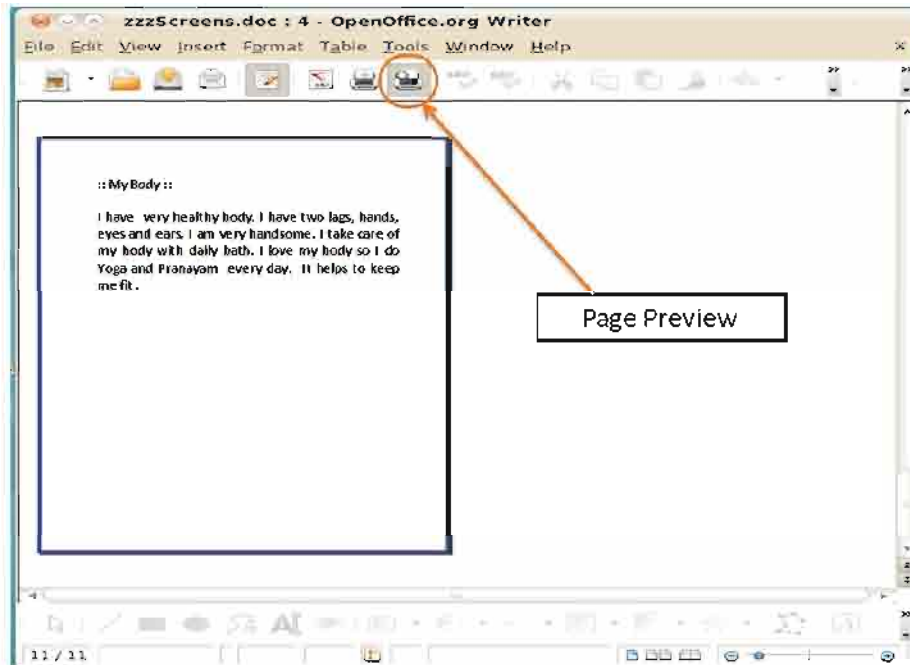 zzzScreens.doc : 4 - OpenOffice.org Writer
File Edit View Insert Format Table Tools Window Help
:: My Body ::
I have very healthy body. I have two lags, hands,
eyes and ears. I am very handsome. I take care of
my body with daily bath. I love my body so I do
Yoga and Pranayam every day. It helps to keep
me fit.
Page Preview
11 / 11